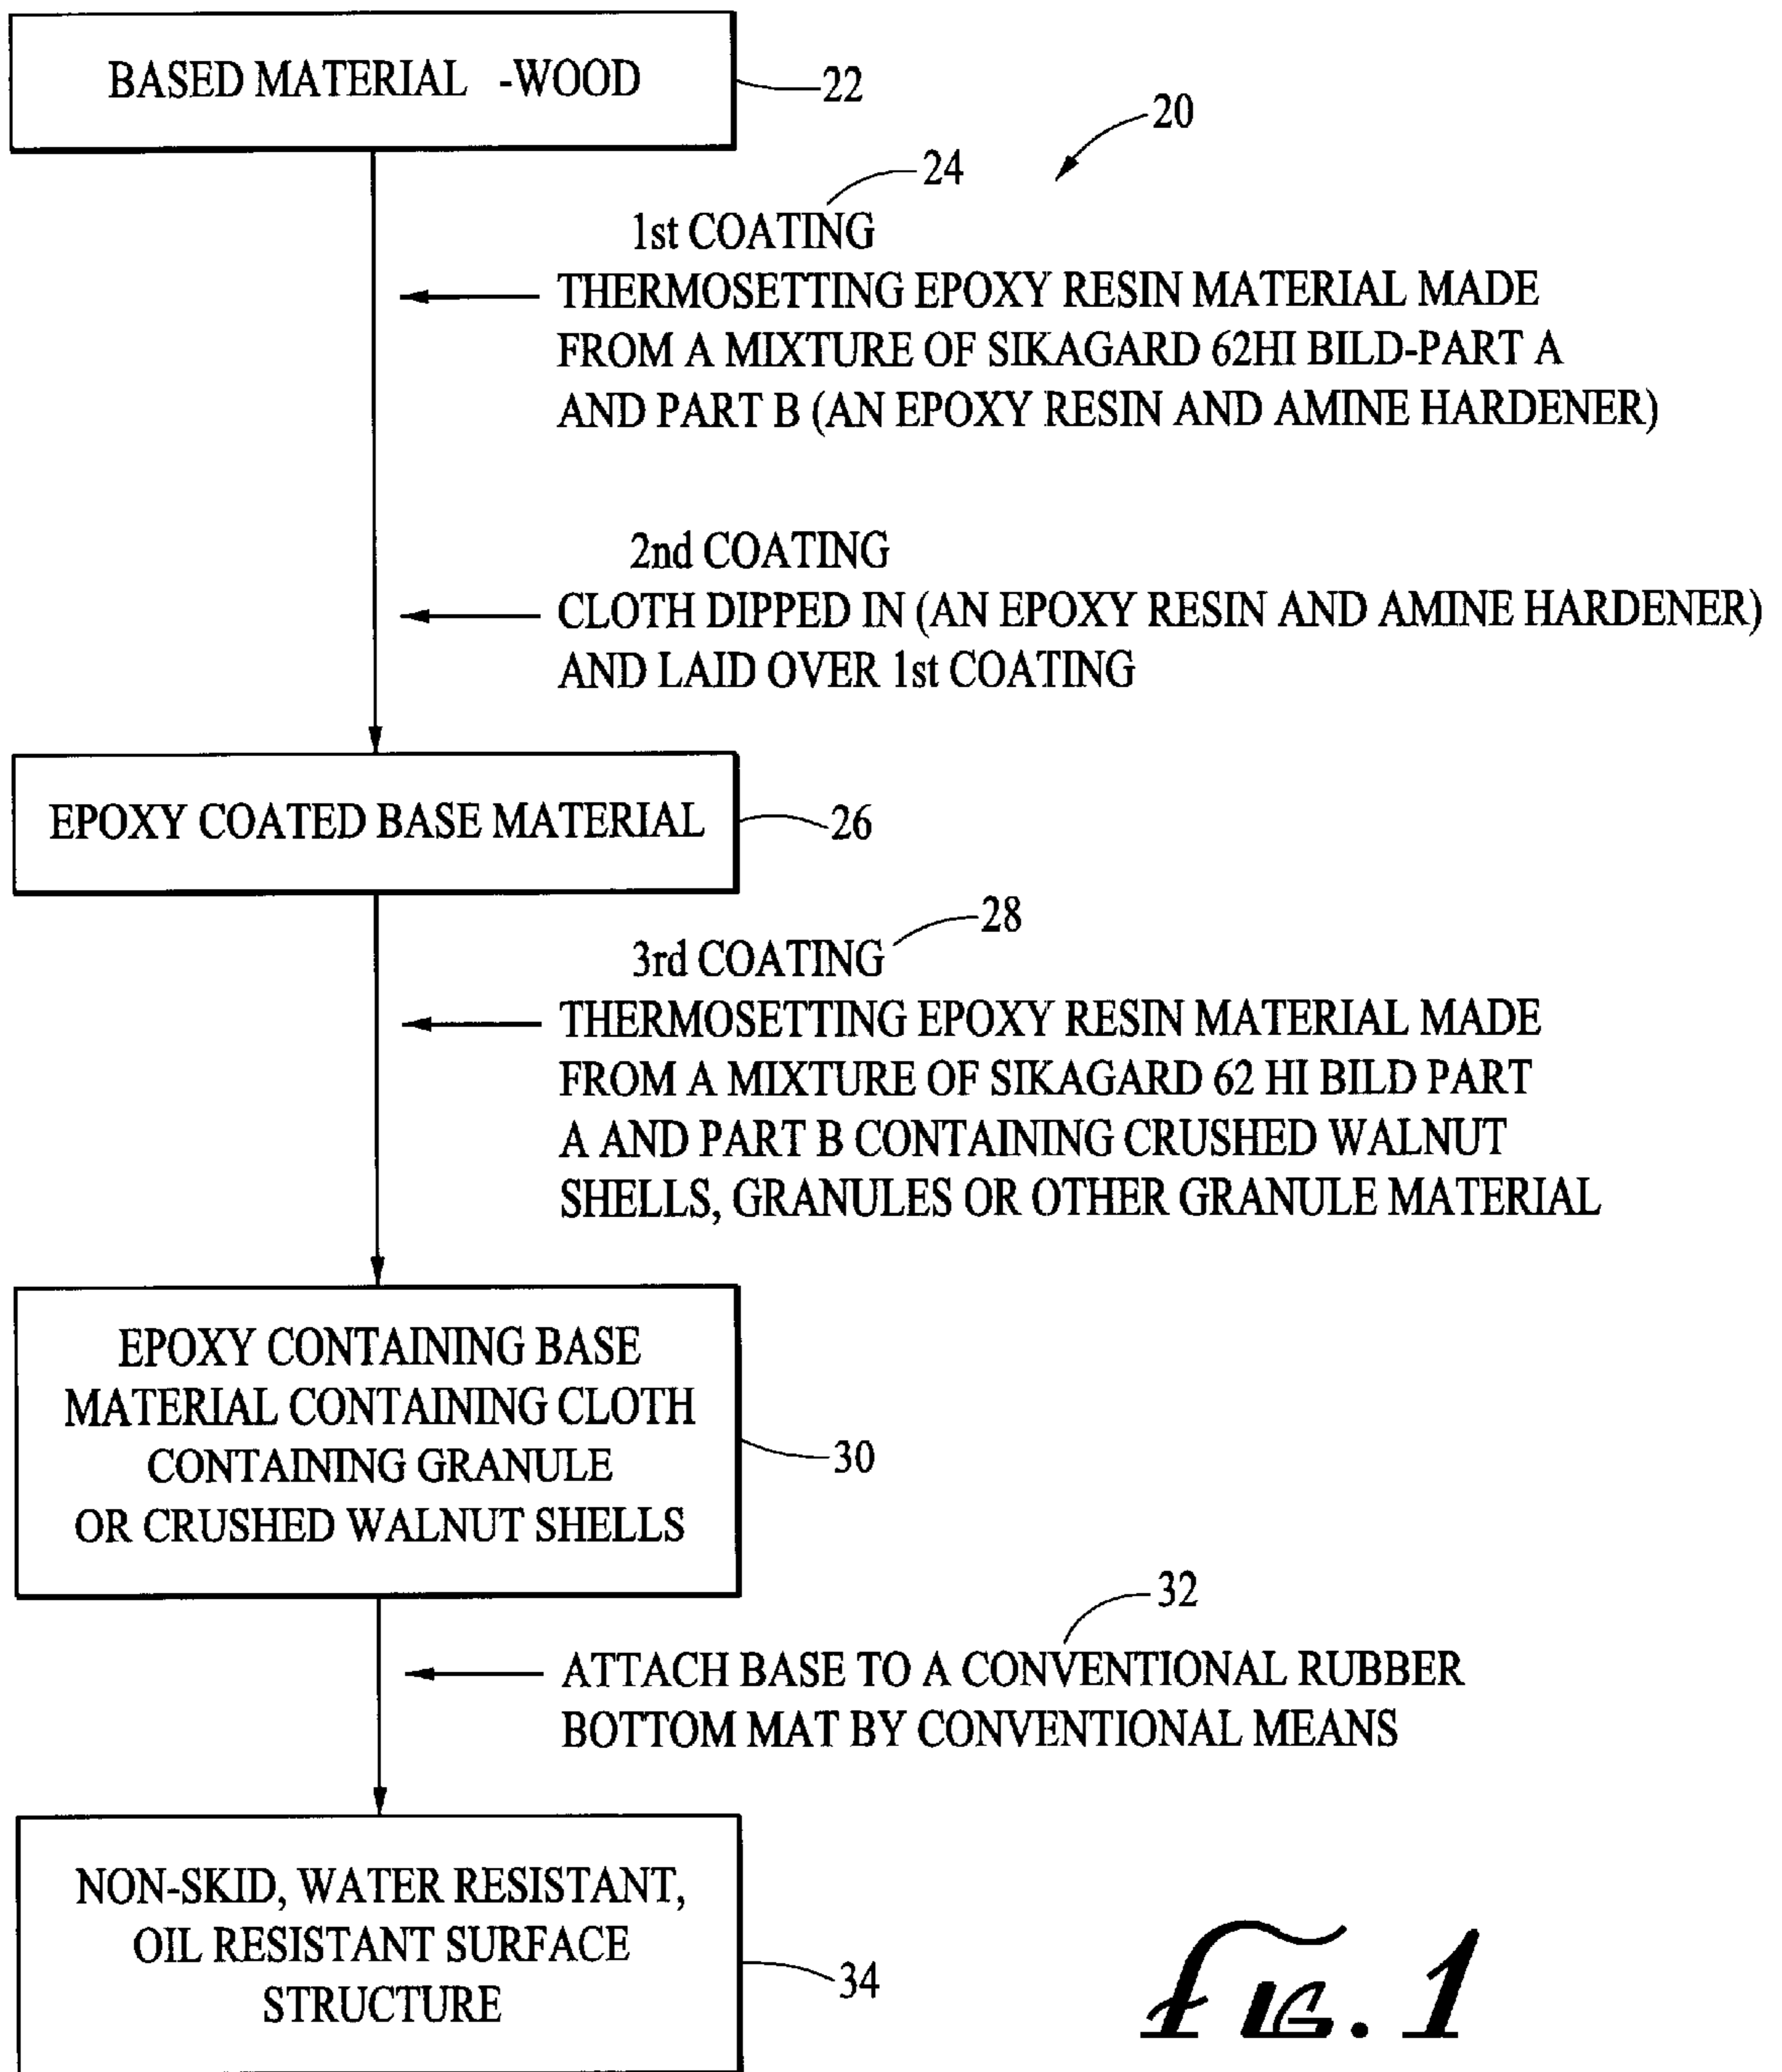 BASED MATERIAL -WOOD
22
20
24
1st COATING
THERMOSETTING EPOXY RESIN MATERIAL MADE
FROM A MIXTURE OF SIKAGARD 62HI BILD-PART A
AND PART B (AN EPOXY RESIN AND AMINE HARDENER)
2nd COATING
CLOTH DIPPED IN (AN EPOXY RESIN AND AMINE HARDENER)
AND LAID OVER 1st COATING
EPOXY COATED BASE MATERIAL
26
28
3rd COATING
THERMOSETTING EPOXY RESIN MATERIAL MADE
FROM A MIXTURE OF SIKAGARD 62 HI BILD PART
A AND PART B CONTAINING CRUSHED WALNUT
SHELLS, GRANULES OR OTHER GRANULE MATERIAL
EPOXY CONTAINING BASE
MATERIAL CONTAINING CLOTH
CONTAINING GRANULE
OR CRUSHED WALNUT SHELLS
30
32
ATTACH BASE TO A CONVENTIONAL RUBBER
BOTTOM MAT BY CONVENTIONAL MEANS
NON-SKID, WATER RESISTANT,
OIL RESISTANT SURFACE
STRUCTURE
34
FIG. 1